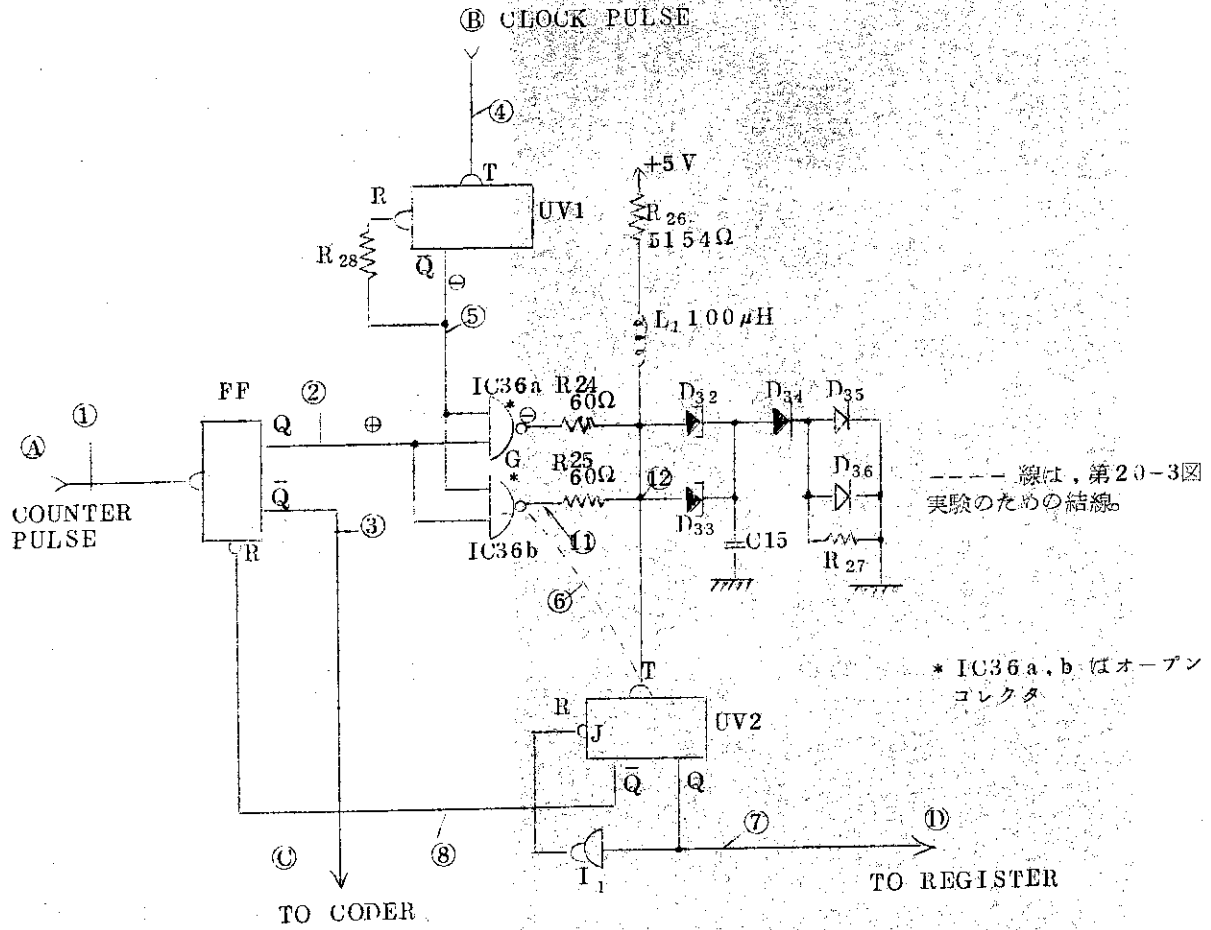 Ⓑ CLOCK PULSE
④
T
R
UV1
+5V
R26
5154Ω
R28
Q̄
⊖
⑤
L1 100μH
FF
②
①
Ⓐ
Q
⊕
IC36a
*
⊖
R24
60Ω
D32
D34
D35
G
R25
60Ω
*
⑫
D36
Q̄
COUNTER
PULSE
③
R
IC36b
⑪
D33
C15
R27
---- 線は,第20-3図
実験のための結線。
⑥
* IC36a,bはオープン
コレクタ
T
R
J
UV2
Q̄
Q
⑦
Ⓓ
Ⓒ
⑧
I1
TO REGISTER
TO CODER